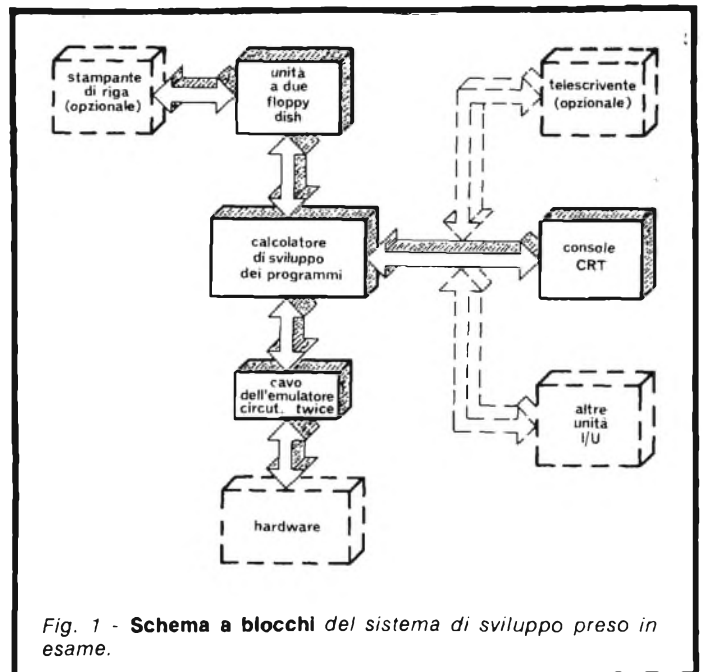 stampante
di riga
(opzionale)
unità
a due
floppy
dish
telescrivente
(opzionale)
calcolatore
di sviluppo
dei programmi
console
CRT
cavo
dell'emulatore
circut. twice
altre
unità
I/U
hardware
Fig. 1 - Schema a blocchi del sistema di sviluppo preso in
esame.